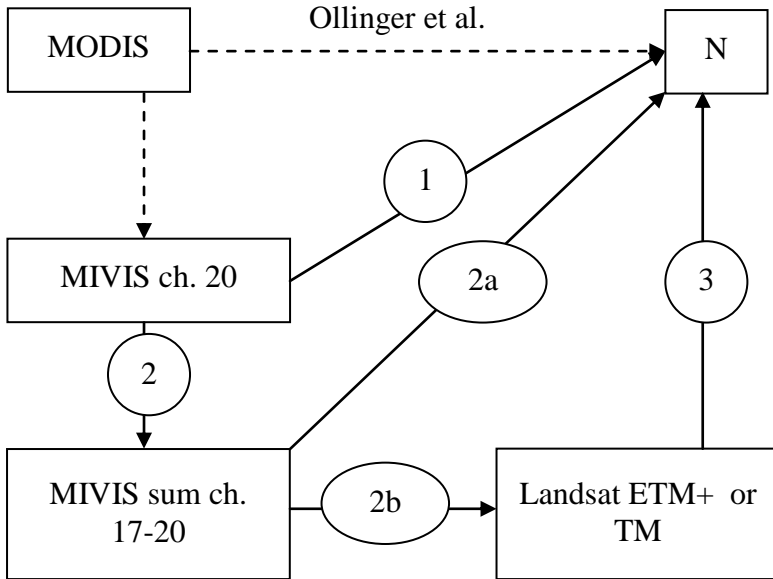 Ollinger et al.
MODIS
N
1
MIVIS ch. 20
2a
3
2
MIVIS sum ch.
17-20
2b
Landsat ETM+ or
TM